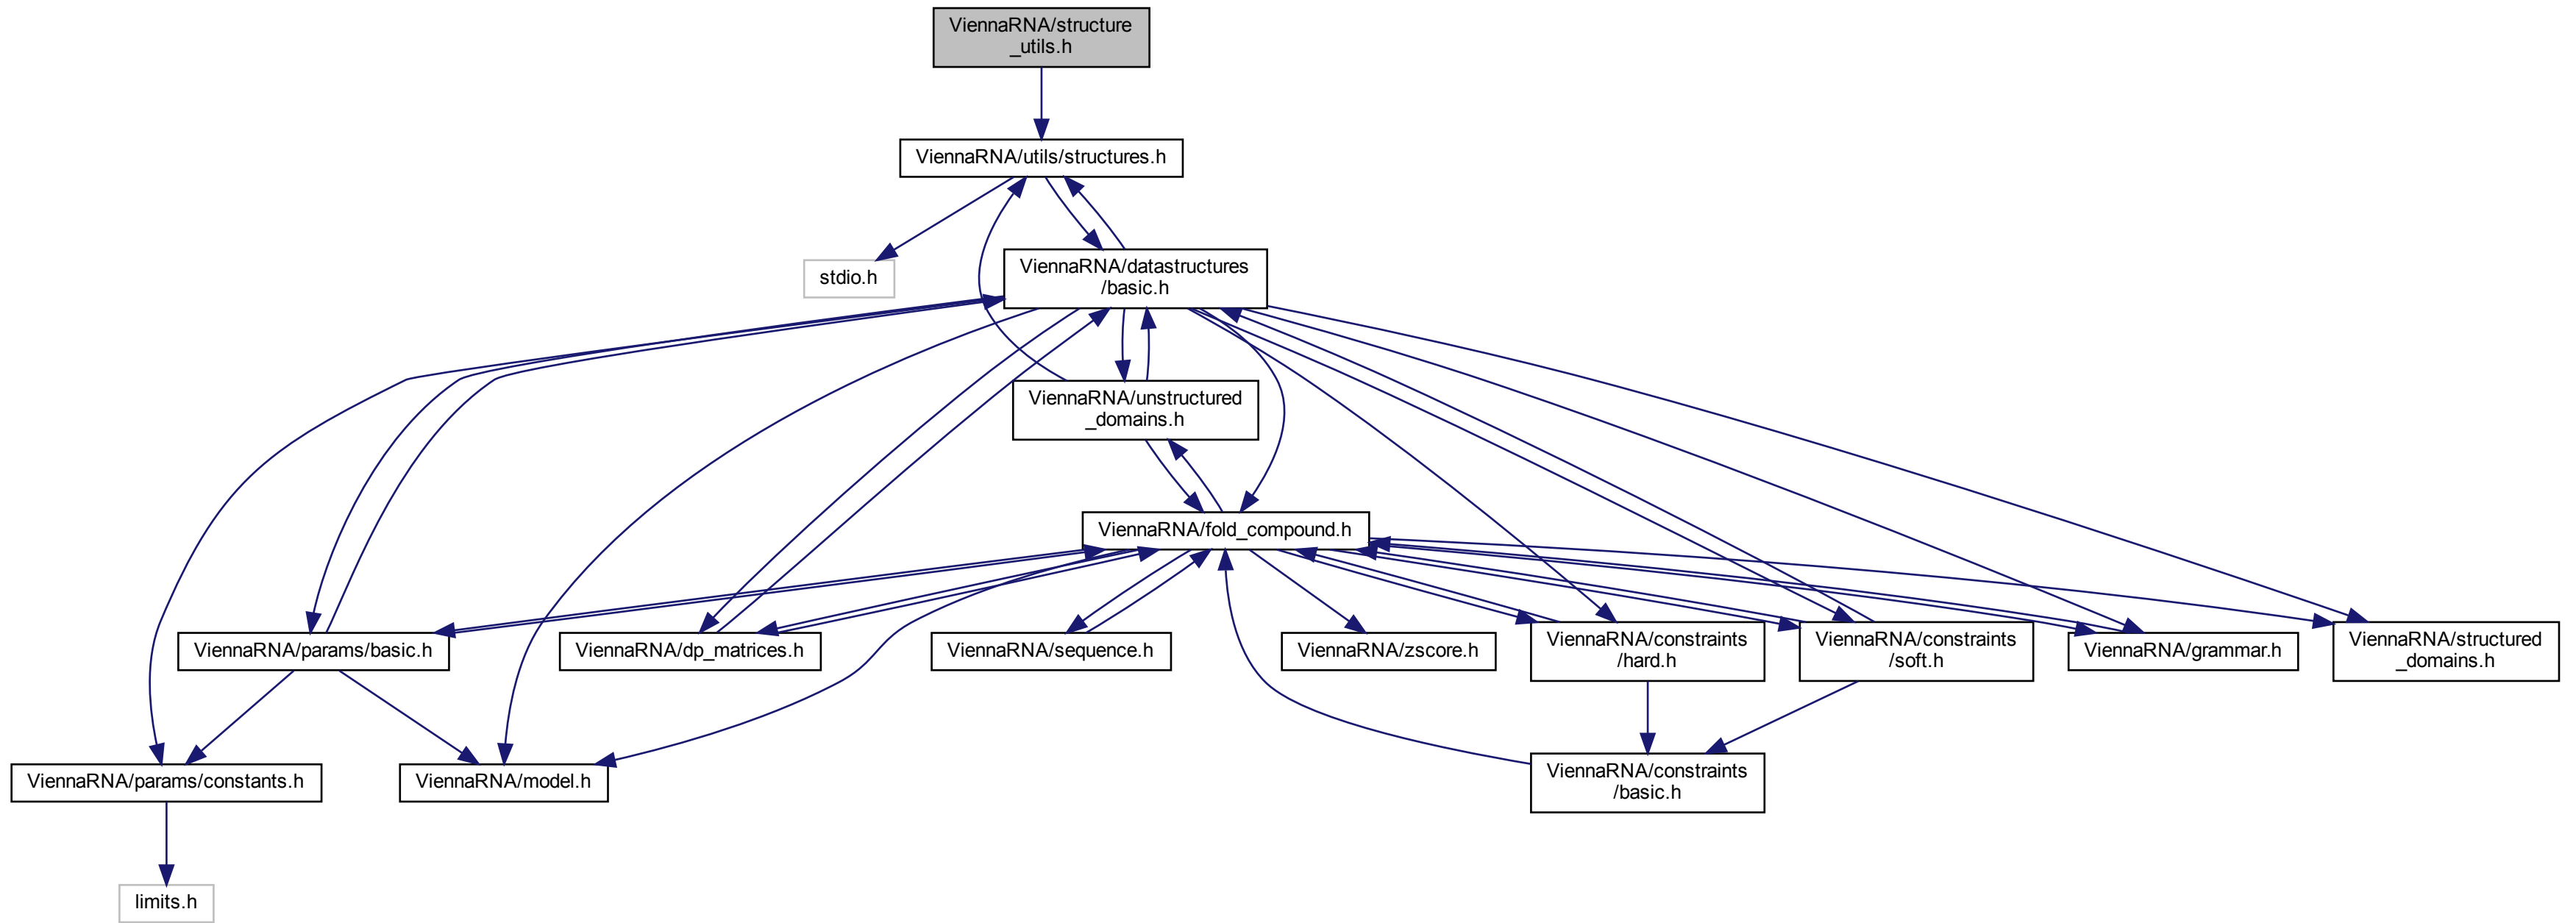 ViennaRNA/structure
_utils.h
ViennaRNA/utils/structures.h
stdio.h
ViennaRNA/datastructures
/basic.h
ViennaRNA/unstructured
_domains.h
ViennaRNA/fold_compound.h
ViennaRNA/params/basic.h
ViennaRNA/dp_matrices.h
ViennaRNA/sequence.h
ViennaRNA/zscore.h
ViennaRNA/constraints
/hard.h
ViennaRNA/constraints
/soft.h
ViennaRNA/grammar.h
ViennaRNA/structured
_domains.h
ViennaRNA/params/constants.h
ViennaRNA/model.h
ViennaRNA/constraints
/basic.h
limits.h